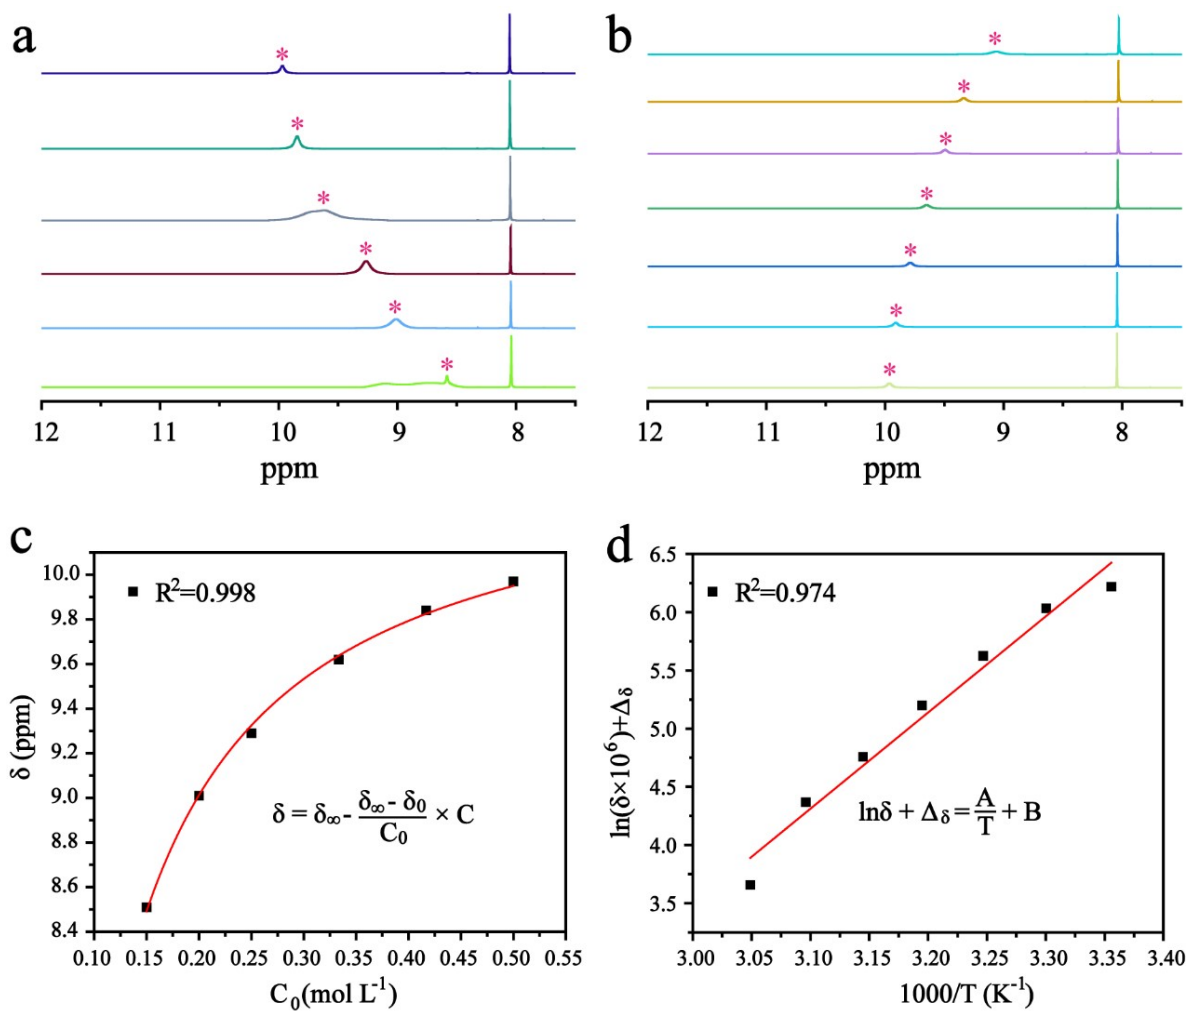 a
*
*
*
*
*
*
12 11 10 9 8
ppm
b
*
*
*
*
*
*
*
12 11 10 9 8
ppm
c
R²=0.998
δ = δ∞- (δ∞- δ₀)/C₀ × C
10.0
9.8
9.6
9.4
9.2
9.0
8.8
8.6
8.4
δ (ppm)
0.10 0.15 0.20 0.25 0.30 0.35 0.40 0.45 0.50 0.55
C₀(mol L⁻¹)
d
R²=0.974
lnδ + Δδ = A/T + B
6.5
6.0
5.5
5.0
4.5
4.0
3.5
ln(δ×10⁶)+Δδ
3.00 3.05 3.10 3.15 3.20 3.25 3.30 3.35 3.40
1000/T (K⁻¹)